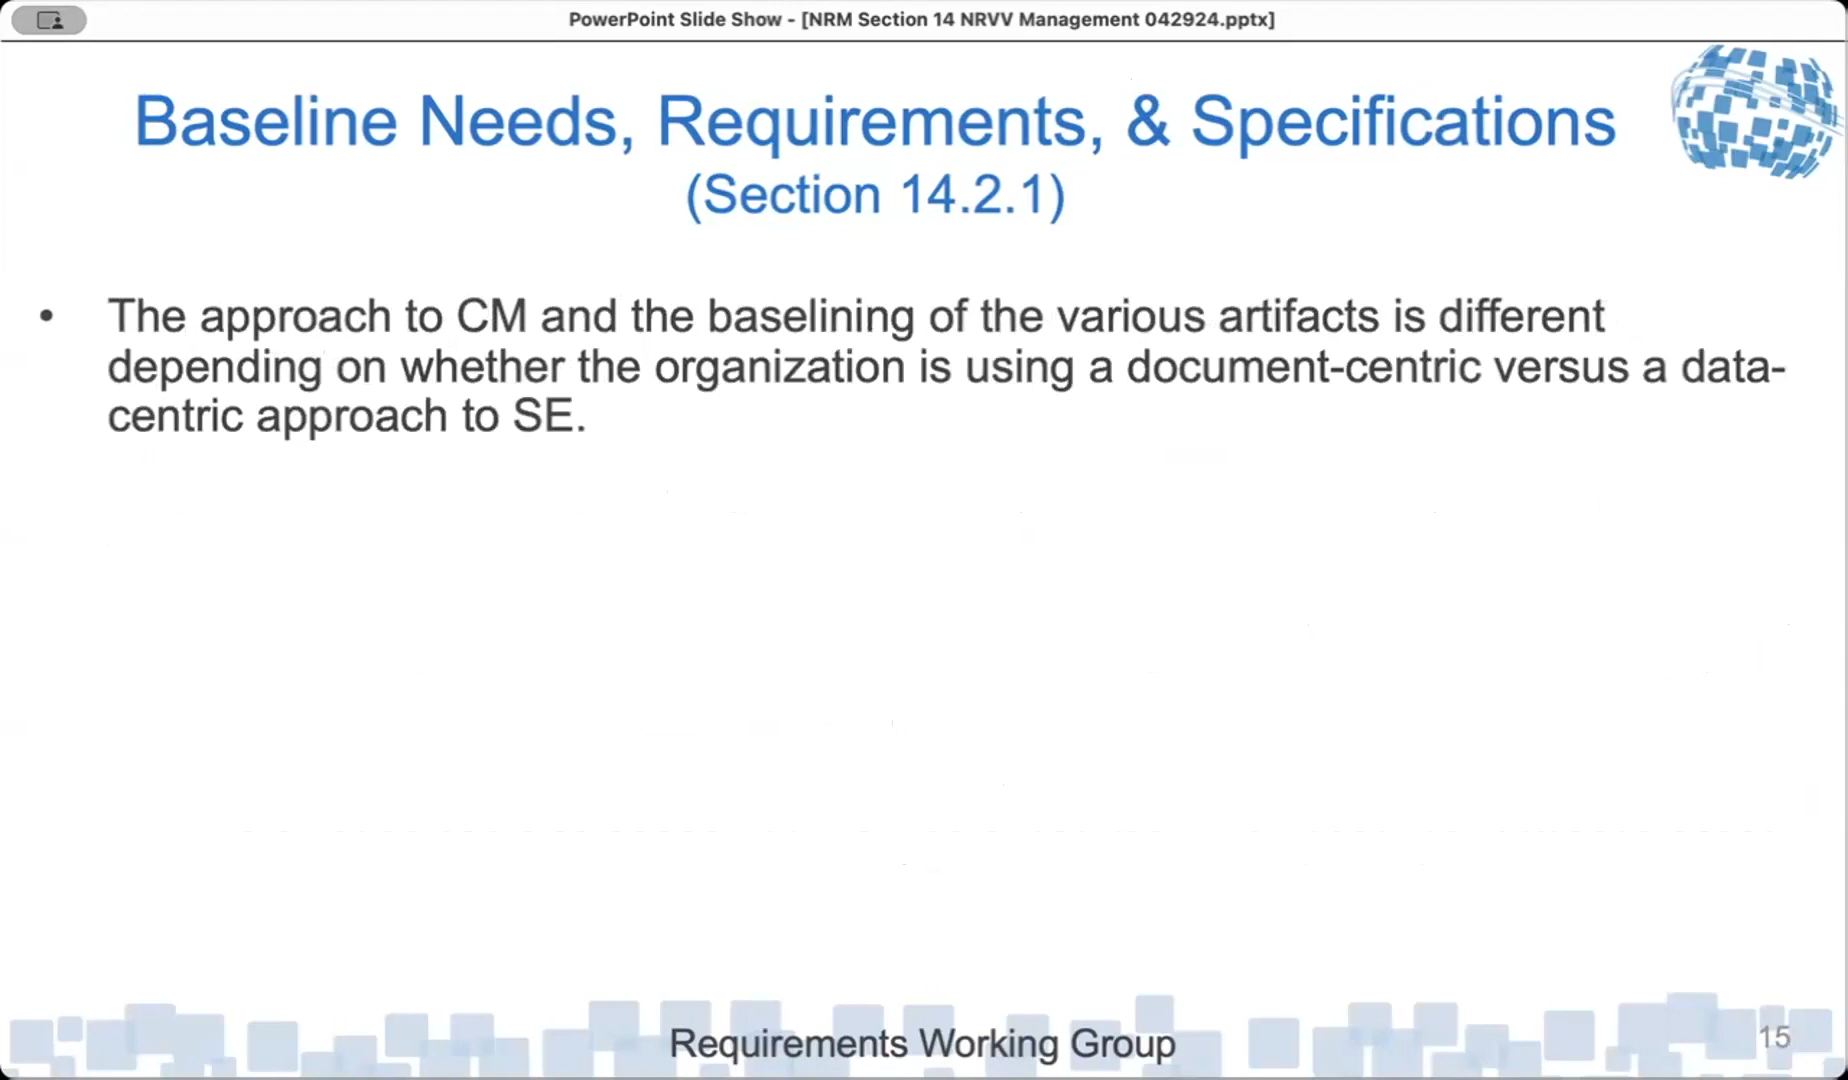 PowerPoint Slide Show - [NRM Section 14 NRVV Management 042924.pptx]
Baseline Needs, Requirements, & Specifications
(Section 14.2.1)
• The approach to CM and the baselining of the various artifacts is different
depending on whether the organization is using a document-centric versus a data-
centric approach to SE.
Requirements Working Group
15